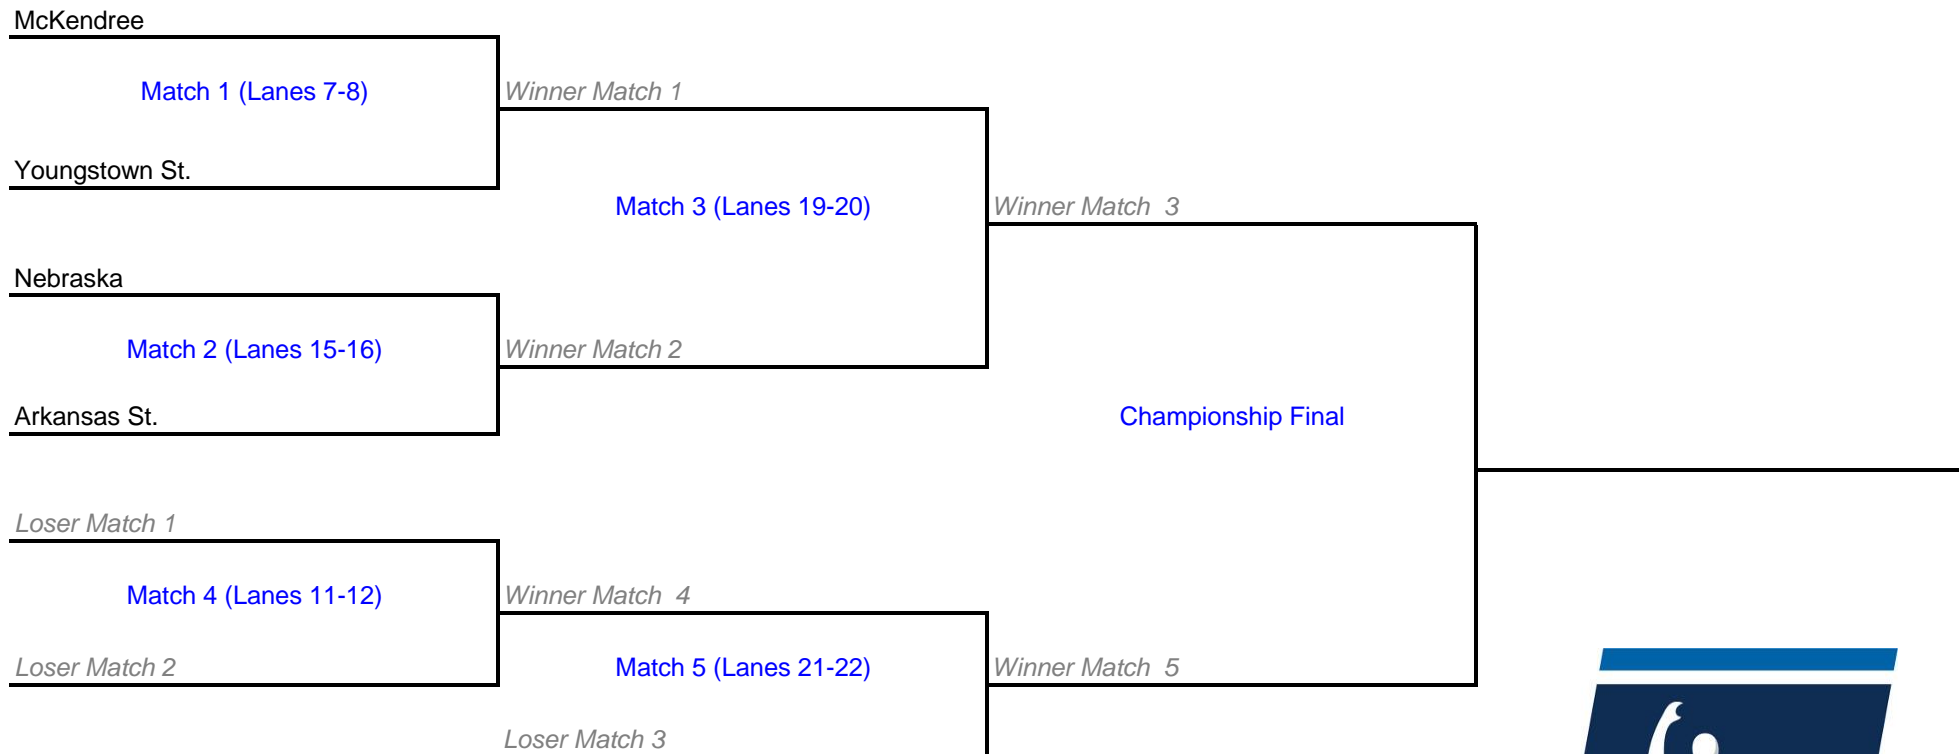 McKendree
Match 1 (Lanes 7-8)
Winner Match 1
Youngstown St.
Match 3 (Lanes 19-20)
Winner Match  3
Nebraska
Match 2 (Lanes 15-16)
Winner Match 2
Arkansas St.
Championship Final
Loser Match 1
Match 4 (Lanes 11-12)
Winner Match  4
Loser Match 2
Match 5 (Lanes 21-22)
Winner Match  5
Loser Match 3